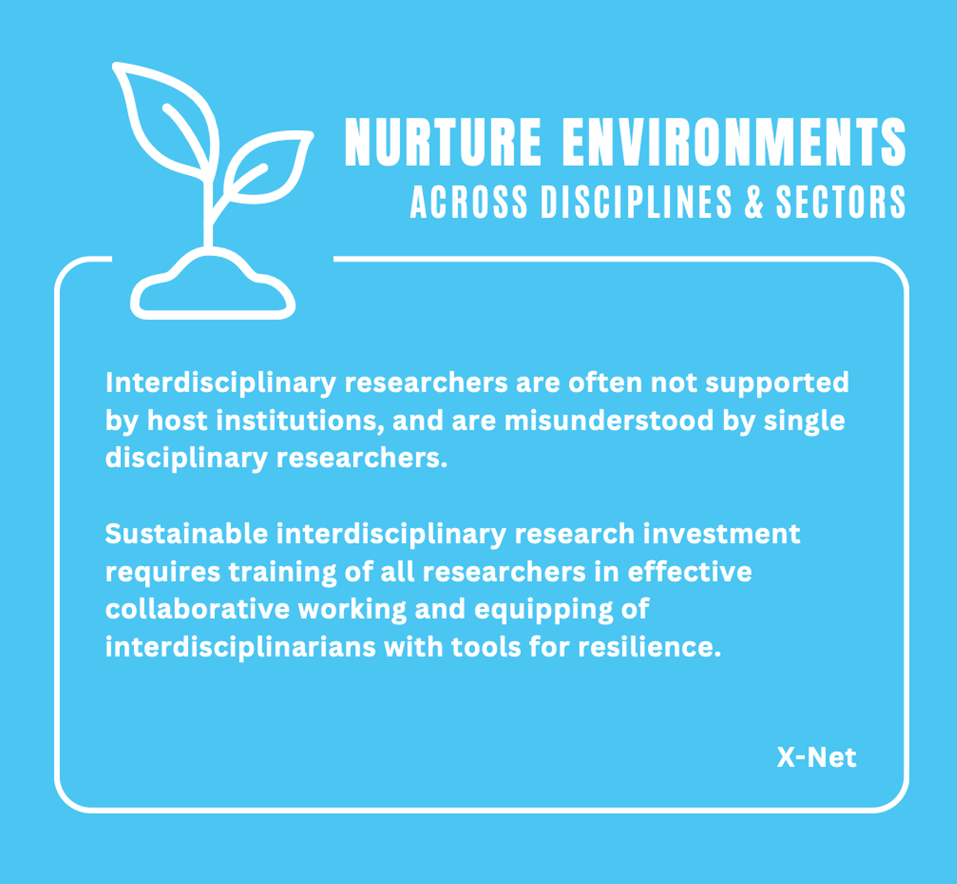 NURTURE ENVIRONMENTS
ACROSS DISCIPLINES & SECTORS
Interdisciplinary researchers are often not supported
by host institutions, and are misunderstood by single
disciplinary researchers.
Sustainable interdisciplinary research investment
requires training of all researchers in effective
collaborative working and equipping of
interdisciplinarians with tools for resilience.
X-Net